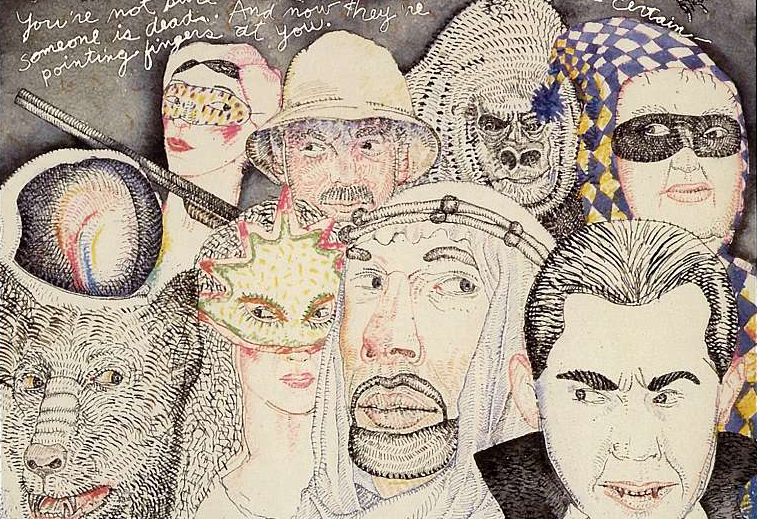 You're not sure
someone is dead. And now they're
pointing fingers at you.
Certain